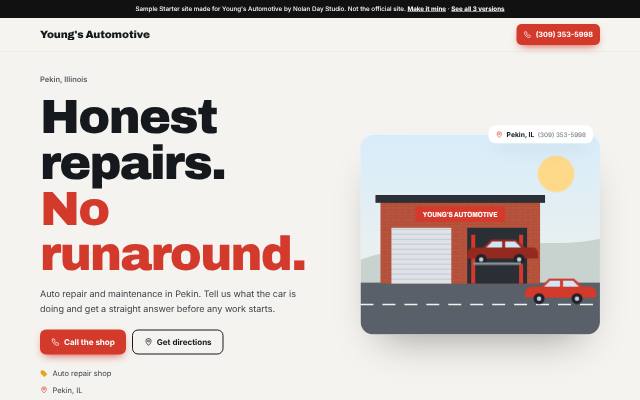 Sample Starter site made for Young's Automotive by Nolan Day Studio. Not the official site. Make it mine · See all 3 versions
Young's Automotive
(309) 353-5998
Pekin, Illinois
Honest
repairs.
No
runaround.
Auto repair and maintenance in Pekin. Tell us what the car is
doing and get a straight answer before any work starts.
Call the shop
Get directions
Auto repair shop
Pekin, IL
Pekin, IL (309) 353-5998
YOUNG'S AUTOMOTIVE